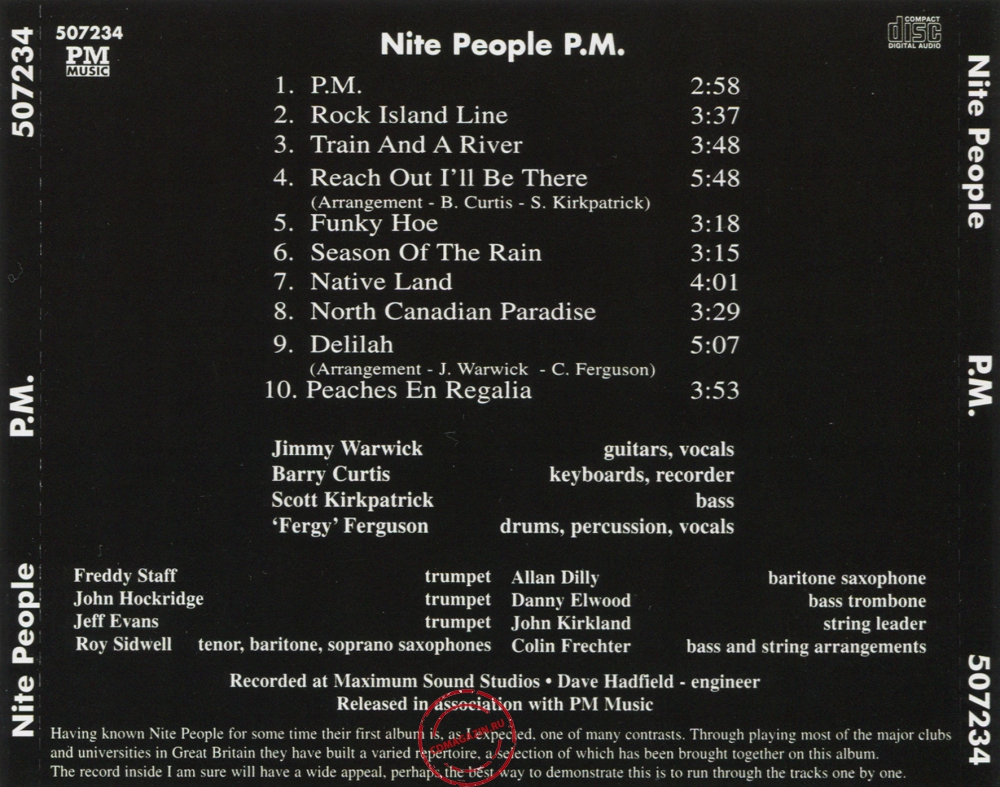 507234
PM
MUSIC
Nite People P.M.
COMPACT
disc
DIGITAL AUDIO
1. P.M. 2:58
2. Rock Island Line 3:37
3. Train And A River 3:48
4. Reach Out I'll Be There 5:48
(Arrangement - B. Curtis - S. Kirkpatrick)
5. Funky Hoe 3:18
6. Season Of The Rain 3:15
7. Native Land 4:01
8. North Canadian Paradise 3:29
9. Delilah 5:07
(Arrangement - J. Warwick - C. Ferguson)
10. Peaches En Regalia 3:53
Jimmy Warwick guitars, vocals
Barry Curtis keyboards, recorder
Scott Kirkpatrick bass
‘Fergy’ Ferguson drums, percussion, vocals
Freddy Staff trumpet Allan Dilly baritone saxophone
John Hockridge trumpet Danny Elwood bass trombone
Jeff Evans trumpet John Kirkland string leader
Roy Sidwell tenor, baritone, soprano saxophones Colin Frechter bass and string arrangements
Recorded at Maximum Sound Studios • Dave Hadfield - engineer
Released in association with PM Music
Having known Nite People for some time their first album is, as I expected, one of many contrasts. Through playing most of the major clubs
and universities in Great Britain they have built a varied repertoire, a selection of which has been brought together on this album.
The record inside I am sure will have a wide appeal, perhaps the best way to demonstrate this is to run through the tracks one by one.
CDMAGAZIN.RU
Nite People P.M. 507234
Nite People P.M. 507234